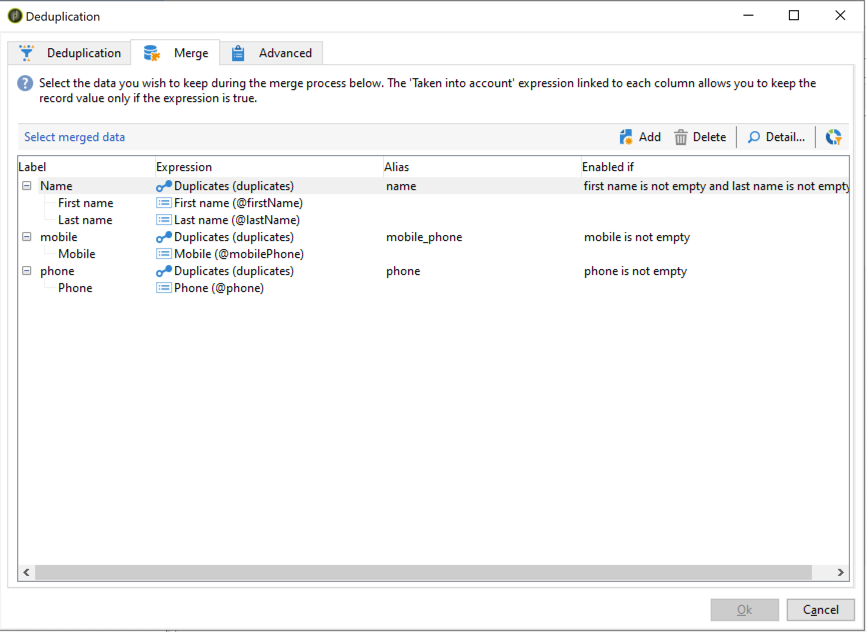 Deduplication
Deduplication Merge Advanced
Select the data you wish to keep during the merge process below. The 'Taken into account' expression linked to each column allows you to keep the
record value only if the expression is true.
Select merged data Add Delete Detail...
Label Expression Alias Enabled if
Name Duplicates (duplicates) name first name is not empty and last name is not empty
First name First name (@firstName)
Last name Last name (@lastName)
mobile Duplicates (duplicates) mobile_phone mobile is not empty
Mobile Mobile (@mobilePhone)
phone Duplicates (duplicates) phone phone is not empty
Phone Phone (@phone)
Ok Cancel